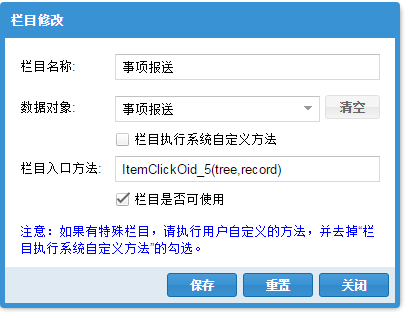 栏目修改
栏目名称: 事项报送
数据对象: 事项报送 清空
栏目执行系统自定义方法
栏目入口方法: ItemClickOid_5(tree,record)
栏目是否可使用
注意：如果有特殊栏目，请执行用户自定义的方法，并去掉“栏
目执行系统自定义方法”的勾选。
保存 重置 关闭